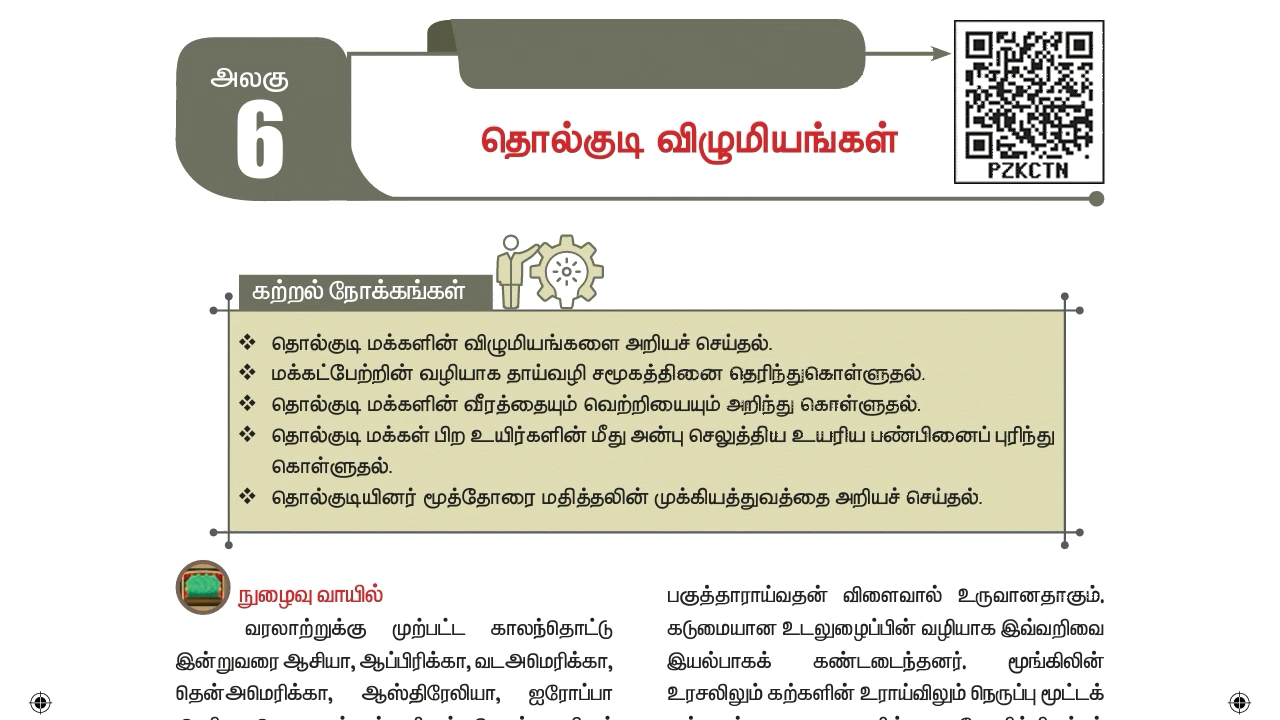 அலகு
6
தொல்குடி விழுமியங்கள்
PZKCTN
கற்றல் நோக்கங்கள்
❖ தொல்குடி மக்களின் விழுமியங்களை அறியச் செய்தல்.
❖ மக்கட்பேற்றின் வழியாக தாய்வழி சமூகத்தினை தெரிந்துகொள்ளுதல்.
❖ தொல்குடி மக்களின் வீரத்தையும் வெற்றியையும் அறிந்து கொள்ளுதல்.
❖ தொல்குடி மக்கள் பிற உயிர்களின் மீது அன்பு செலுத்திய உயரிய பண்பினைப் புரிந்து
கொள்ளுதல்.
❖ தொல்குடியினர் மூத்தோரை மதித்தலின் முக்கியத்துவத்தை அறியச் செய்தல்.
நுழைவு வாயில்
வரலாற்றுக்கு முற்பட்ட காலந்தொட்டு
இன்றுவரை ஆசியா, ஆப்பிரிக்கா, வடஅமெரிக்கா,
தென்அமெரிக்கா, ஆஸ்திரேலியா, ஐரோப்பா
பகுத்தாராய்வதன் விளைவால் உருவானதாகும்.
கடுமையான உடலுழைப்பின் வழியாக இவ்வறிவை
இயல்பாகக் கண்டடைந்தனர். மூங்கிலின்
உரசலிலும் கற்களின் உராய்விலும் நெருப்பு மூட்டக்